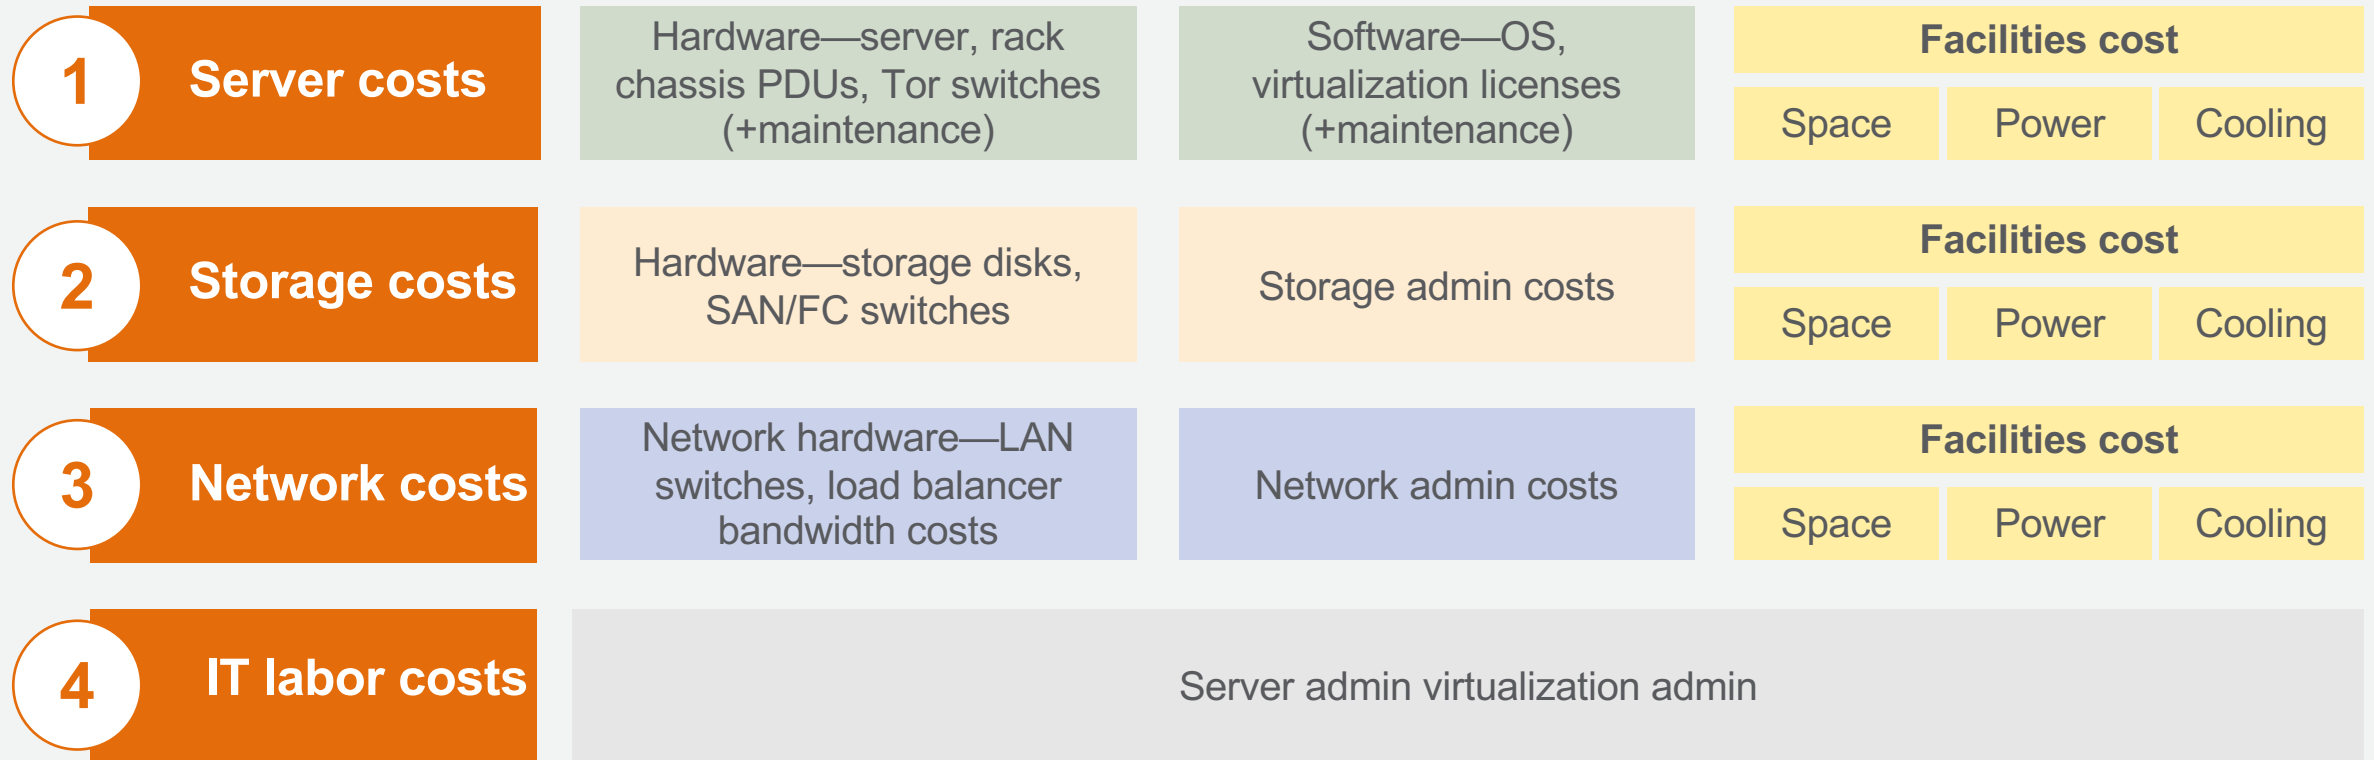 1
Server costs
Hardware—server, rack
chassis PDUs, Tor switches
(+maintenance)
Software—OS,
virtualization licenses
(+maintenance)
Facilities cost
Space
Power
Cooling
2
Storage costs
Hardware—storage disks,
SAN/FC switches
Storage admin costs
Facilities cost
Space
Power
Cooling
3
Network costs
Network hardware—LAN
switches, load balancer
bandwidth costs
Network admin costs
Facilities cost
Space
Power
Cooling
4
IT labor costs
Server admin virtualization admin